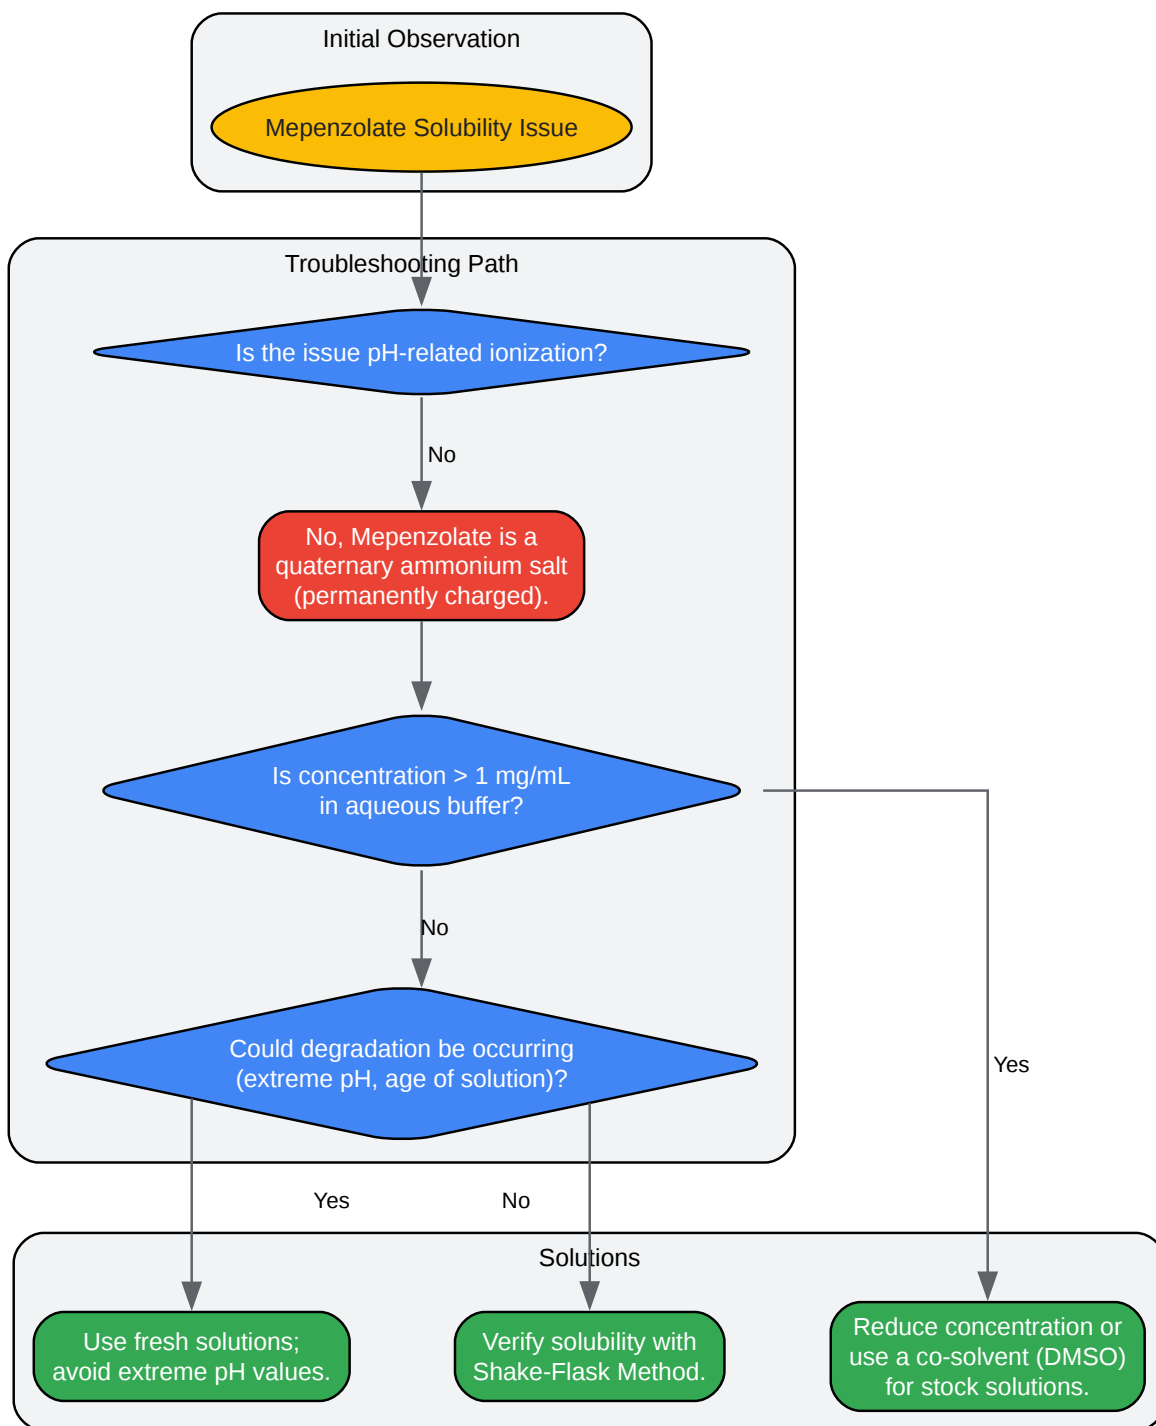 Initial Observation
Mepenzolate Solubility Issue
Troubleshooting Path
Is the issue pH-related ionization?
No
No, Mepenzolate is a
quaternary ammonium salt
(permanently charged).
Is concentration > 1 mg/mL
in aqueous buffer?
No
Could degradation be occurring
(extreme pH, age of solution)?
Yes
Yes
No
Solutions
Use fresh solutions;
avoid extreme pH values.
Verify solubility with
Shake-Flask Method.
Reduce concentration or
use a co-solvent (DMSO)
for stock solutions.